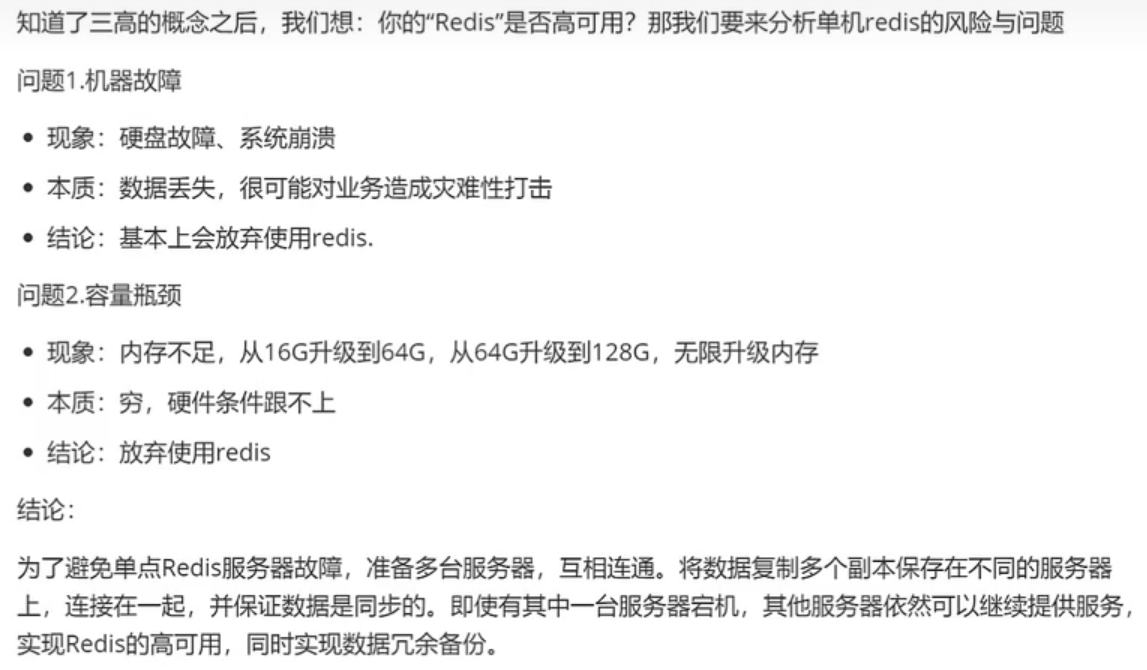 知道了三高的概念之后，我们想：你的“Redis”是否高可用？那我们要来分析单机redis的风险与问题
问题1.机器故障
• 现象：硬盘故障、系统崩溃
• 本质：数据丢失，很可能对业务造成灾难性打击
• 结论：基本上会放弃使用redis.
问题2.容量瓶颈
• 现象：内存不足，从16G升级到64G，从64G升级到128G，无限升级内存
• 本质：穷，硬件条件跟不上
• 结论：放弃使用redis
结论：
为了避免单点Redis服务器故障，准备多台服务器，互相连通。将数据复制多个副本保存在不同的服务器
上，连接在一起，并保证数据是同步的。即使有其中一台服务器宕机，其他服务器依然可以继续提供服务，
实现Redis的高可用，同时实现数据冗余备份。